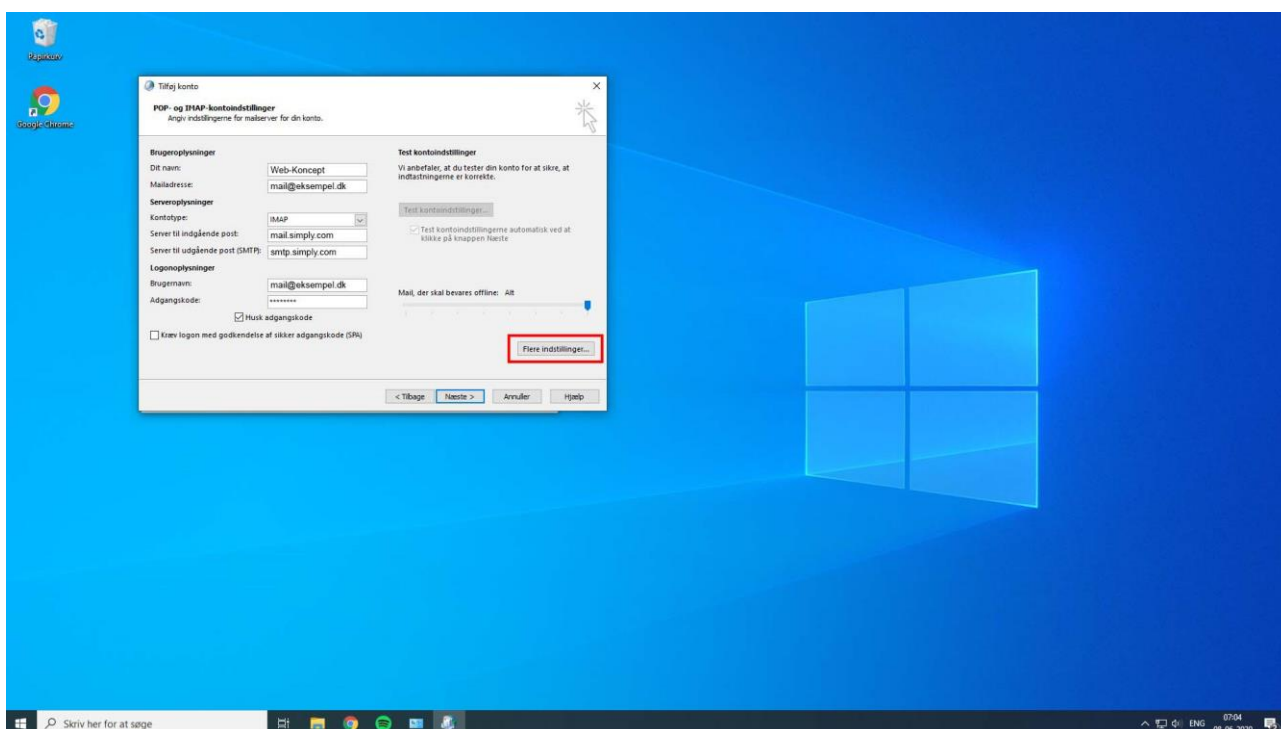 Papirkurv
Google Chrome
Tilføj konto
POP- og IMAP-kontoindstillinger
Angiv indstillingerne for mailserver for din konto.
Brugeroplysninger
Dit navn:
Web-Koncept
Mailadresse:
mail@eksempel.dk
Serveroplysninger
Kontotype:
IMAP
Server til indgående post:
mail.simply.com
Server til udgående post (SMTP):
smtp.simply.com
Logonoplysninger
Brugernavn:
mail@eksempel.dk
Adgangskode:
********
Husk adgangskode
Kræv logon med godkendelse af sikker adgangskode (SPA)
Test kontoindstillinger
Vi anbefaler, at du tester din konto for at sikre, at
indtastningerne er korrekte.
Test kontoindstillinger...
Test kontoindstillingerne automatisk ved at
klikke på knappen Næste
Mail, der skal bevares offline: Alt
Flere indstillinger...
< Tilbage
Næste >
Annuller
Hjælp
Skriv her for at søge
ENG
07:04
08-06-2020